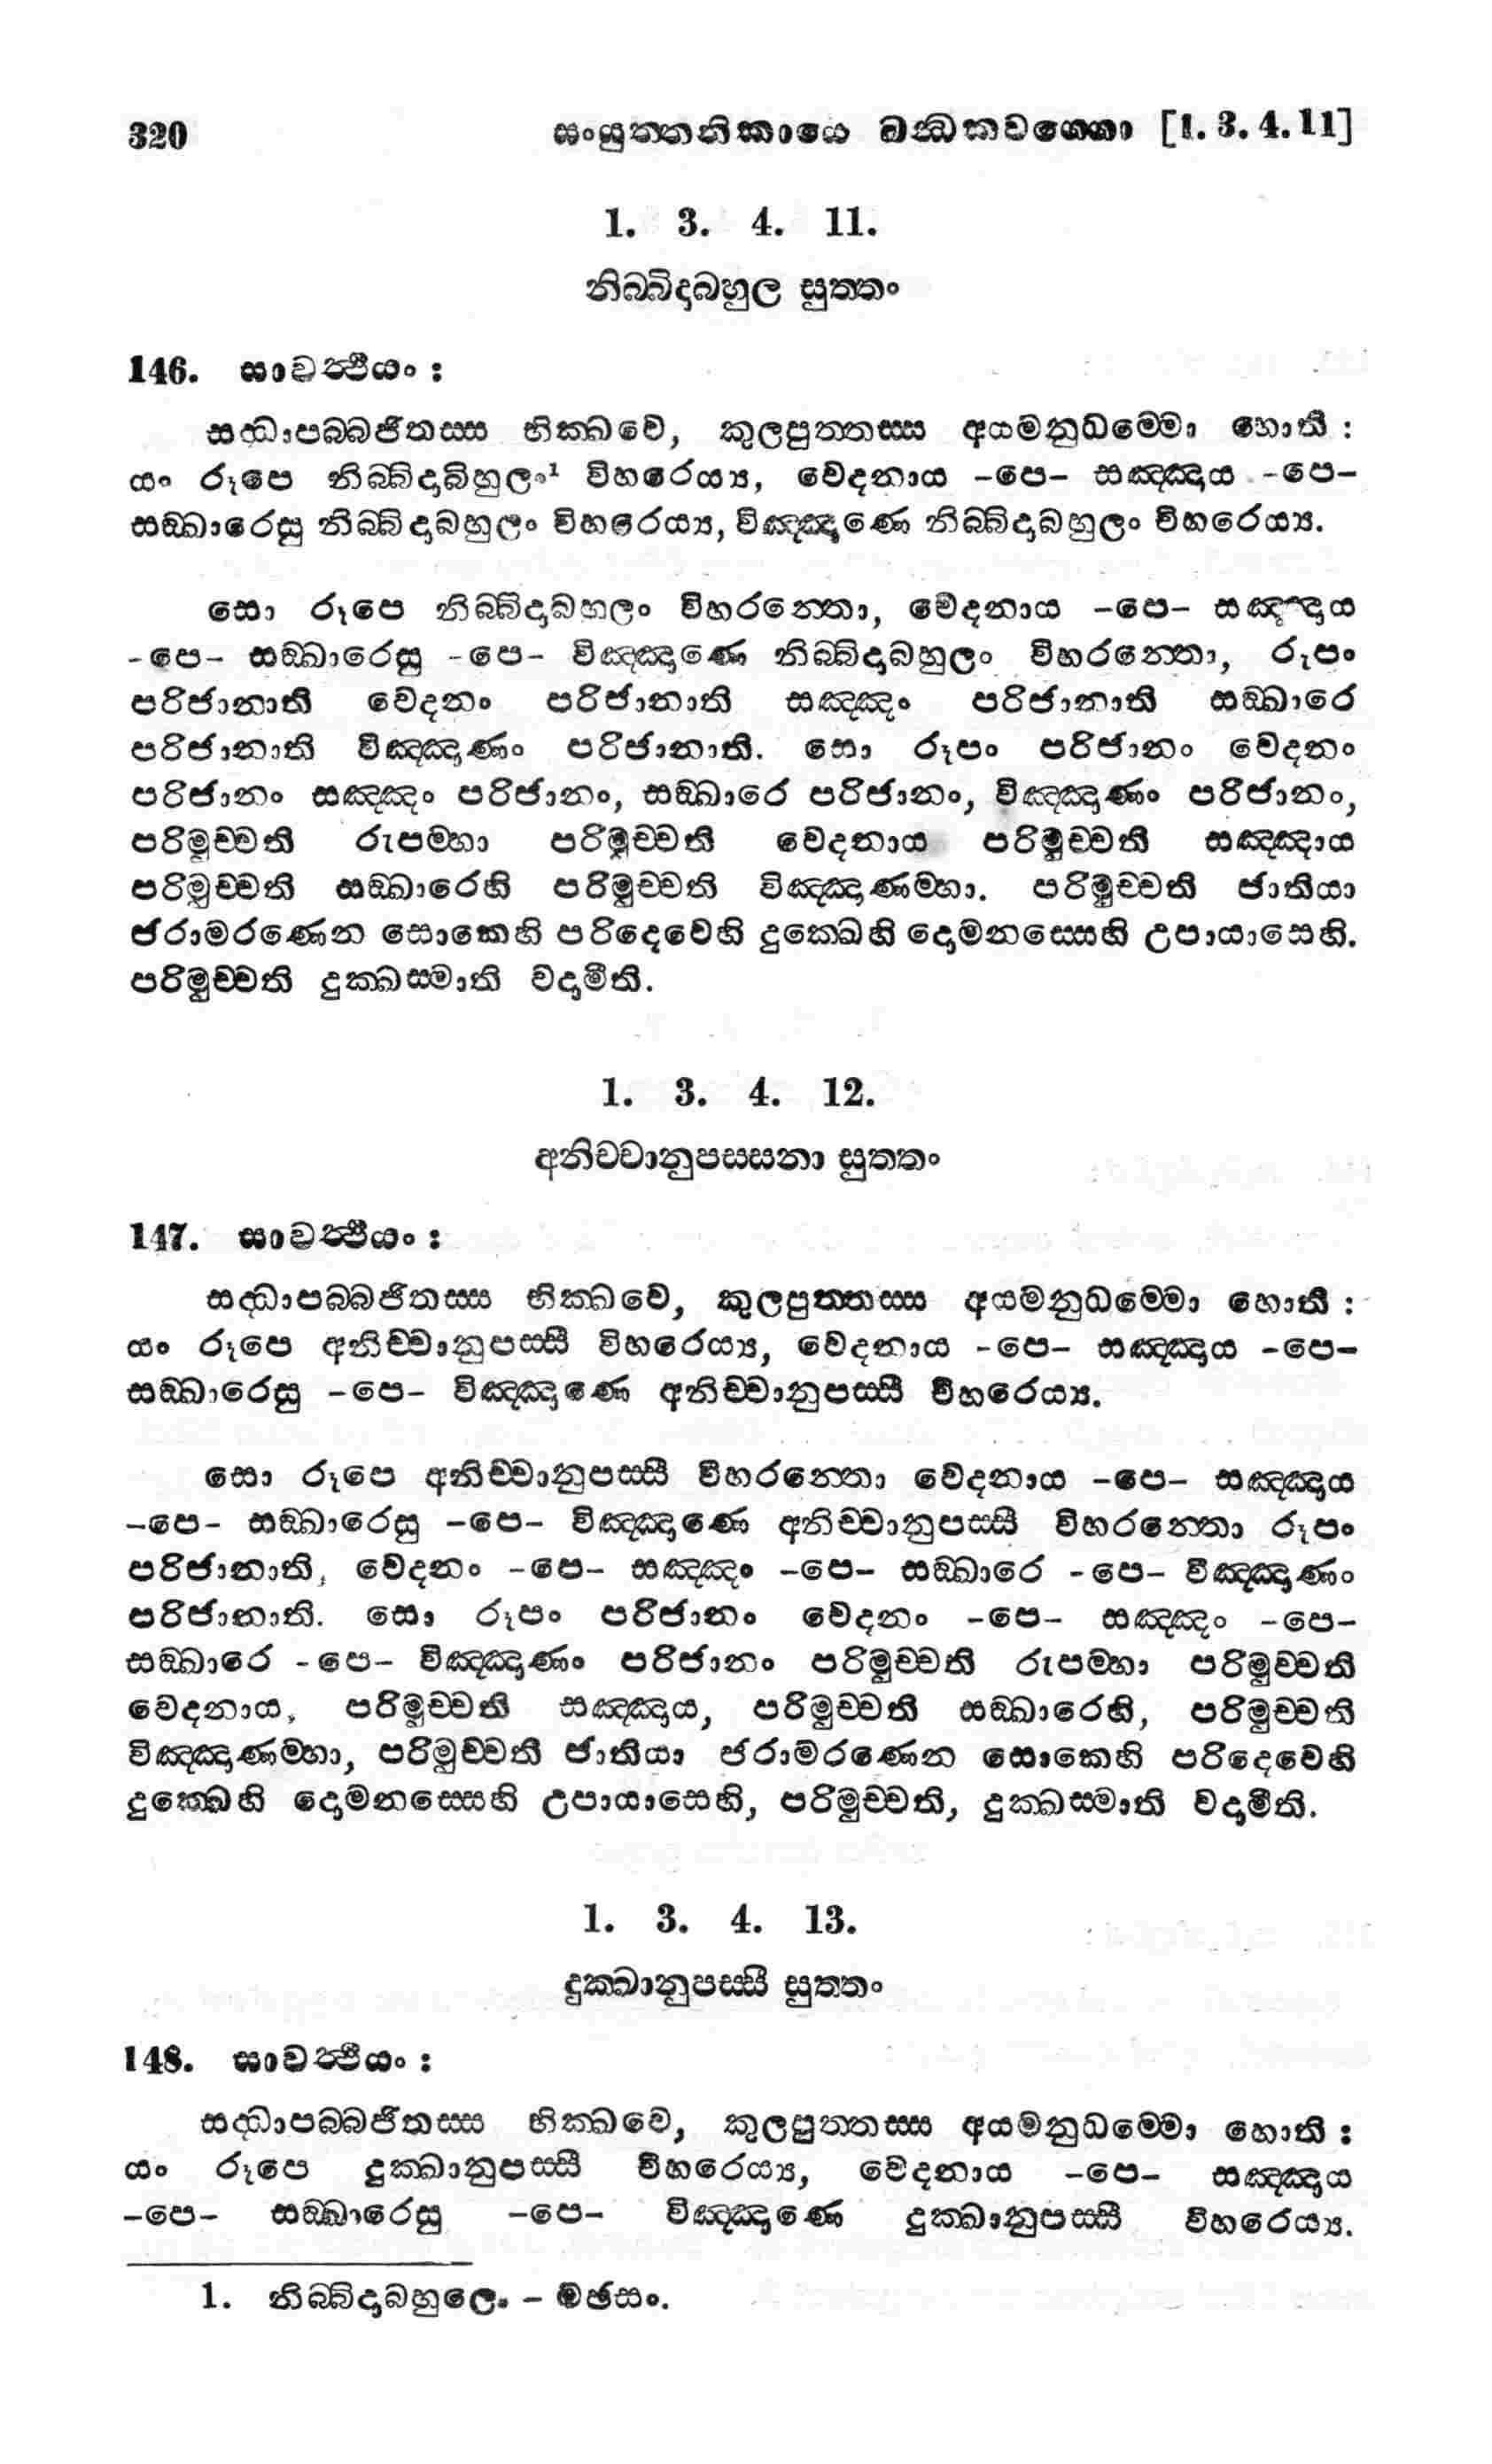 320 සංයුත්තනිකායෙ ඛන්ධකවග්ගො [1. 3. 4. 11]
1. 3. 4. 11.
නිබ්බිදාබහුල සුත්තං
146. සාවත්ථියං :
සද්ධාපබ්බජිතස්ස භික්ඛවෙ, කුලපුත්තස්ස අයමනුධම්මො හොති :
යං රූපෙ නිබ්බිදාබිහුලං¹ විහරෙය්‍ය, වෙදනාය -පෙ- සඤ්ඤාය -පෙ-
සඞ්ඛාරෙසු නිබ්බිදාබහුලං විහරෙය්‍ය, විඤ්ඤාණෙ නිබ්බිදාබහුලං විහරෙය්‍ය.
සො රූපෙ නිබ්බිදාබහලං විහරන්තො, වෙදනාය -පෙ- සඤ්ඤාය
-පෙ- සඞ්ඛාරෙසු -පෙ- විඤ්ඤාණෙ නිබ්බිදාබහුලං විහරන්තො, රූපං
පරිජානාති වෙදනං පරිජානාති සඤ්ඤං පරිජානාති සඞ්ඛාරෙ
පරිජානාති විඤ්ඤාණං පරිජානාති. සො රූපං පරිජානං වෙදනං
පරිජානං සඤ්ඤං පරිජානං, සඞ්ඛාරෙ පරිජානං, විඤ්ඤාණං පරිජානං,
පරිමුච්චති රූපම්හා පරිමුච්චති වෙදනාය පරිමුච්චති සඤ්ඤාය
පරිමුච්චති සඞ්ඛාරෙහි පරිමුච්චති විඤ්ඤාණම්හා. පරිමුච්චති ජාතියා
ජරාමරණෙන සොකෙහි පරිදෙවෙහි දුක්ඛෙහි දොමනස්සෙහි උපායාසෙහි.
පරිමුච්චති දුක්ඛස්මාති වදාමීති.
1. 3. 4. 12.
අනිච්චානුපස්සනා සුත්තං
147. සාවත්ථියං :
සද්ධාපබ්බජිතස්ස භික්ඛවෙ, කුලපුත්තස්ස අයමනුධම්මො හොති :
යං රූපෙ අනිච්චානුපස්සී විහරෙය්‍ය, වෙදනාය -පෙ- සඤ්ඤාය -පෙ-
සඞ්ඛාරෙසු -පෙ- විඤ්ඤාණෙ අනිච්චානුපස්සී විහරෙය්‍ය.
සො රූපෙ අනිච්චානුපස්සී විහරන්තො වෙදනාය -පෙ- සඤ්ඤාය
-පෙ- සඞ්ඛාරෙසු -පෙ- විඤ්ඤාණෙ අනිච්චානුපස්සී විහරන්තො රූපං
පරිජානාති, වෙදනං -පෙ- සඤ්ඤං -පෙ- සඞ්ඛාරෙ -පෙ- විඤ්ඤාණං
පරිජානාති. සො රූපං පරිජානං වෙදනං -පෙ- සඤ්ඤං -පෙ-
සඞ්ඛාරෙ -පෙ- විඤ්ඤාණං පරිජානං පරිමුච්චති රූපම්හා පරිමුච්චති
වෙදනාය, පරිමුච්චති සඤ්ඤාය, පරිමුච්චති සඞ්ඛාරෙහි, පරිමුච්චති
විඤ්ඤාණම්හා, පරිමුච්චති ජාතියා ජරාමරණෙන සොකෙහි පරිදෙවෙහි
දුක්ඛෙහි දොමනස්සෙහි උපායාසෙහි, පරිමුච්චති, දුක්ඛස්මාති වදාමීති.
1. 3. 4. 13.
දුක්ඛානුපස්සී සුත්තං
148. සාවත්ථියං :
සද්ධාපබ්බජිතස්ස භික්ඛවෙ, කුලපුත්තස්ස අයමනුධම්මො හොති :
යං රූපෙ දුක්ඛානුපස්සී විහරෙය්‍ය, වෙදනාය -පෙ- සඤ්ඤාය
-පෙ- සඞ්ඛාරෙසු -පෙ- විඤ්ඤාණෙ දුක්ඛානුපස්සී විහරෙය්‍ය.
1. නිබ්බිදාබහුලො. - මඡසං.